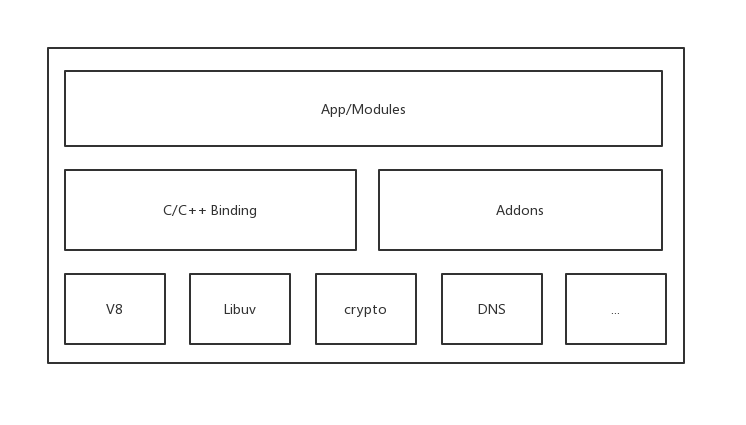 App/Modules
C/C++ Binding
Addons
V8
Libuv
crypto
DNS
...